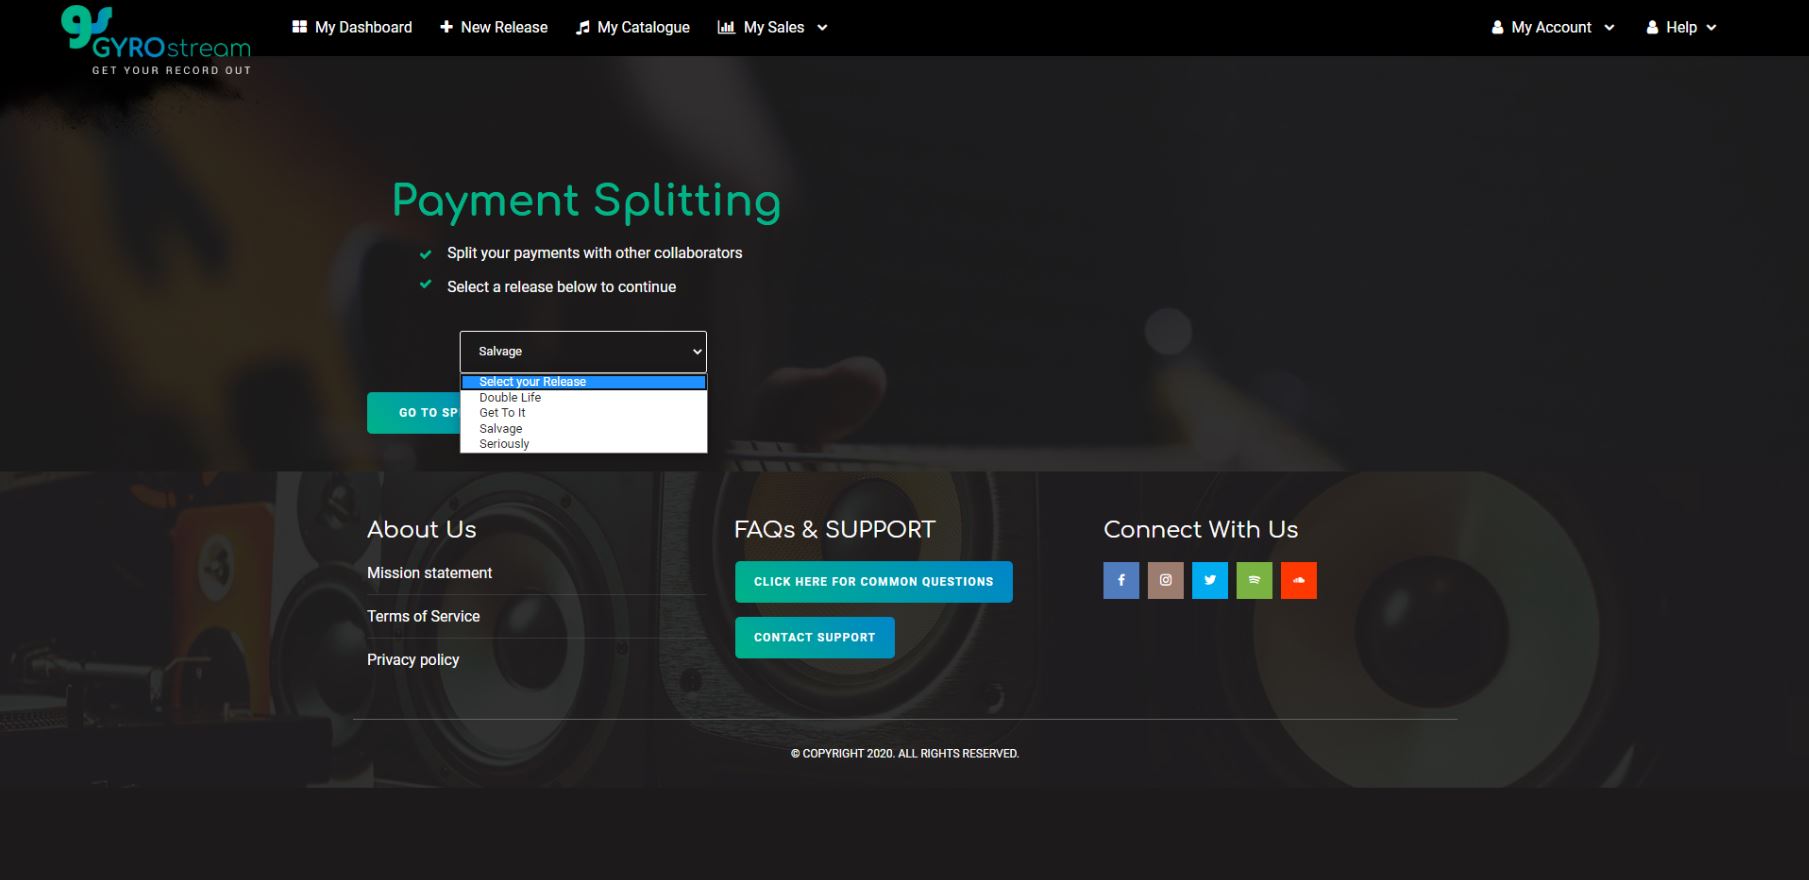 GYROstream
GET YOUR RECORD OUT
My Dashboard
New Release
My Catalogue
My Sales
My Account
Help
Payment Splitting
Split your payments with other collaborators
Select a release below to continue
Salvage
Select your Release
Double Life
Get To It
Salvage
Seriously
GO TO SP
About Us
Mission statement
Terms of Service
Privacy policy
FAQs & SUPPORT
CLICK HERE FOR COMMON QUESTIONS
CONTACT SUPPORT
Connect With Us
© COPYRIGHT 2020. ALL RIGHTS RESERVED.